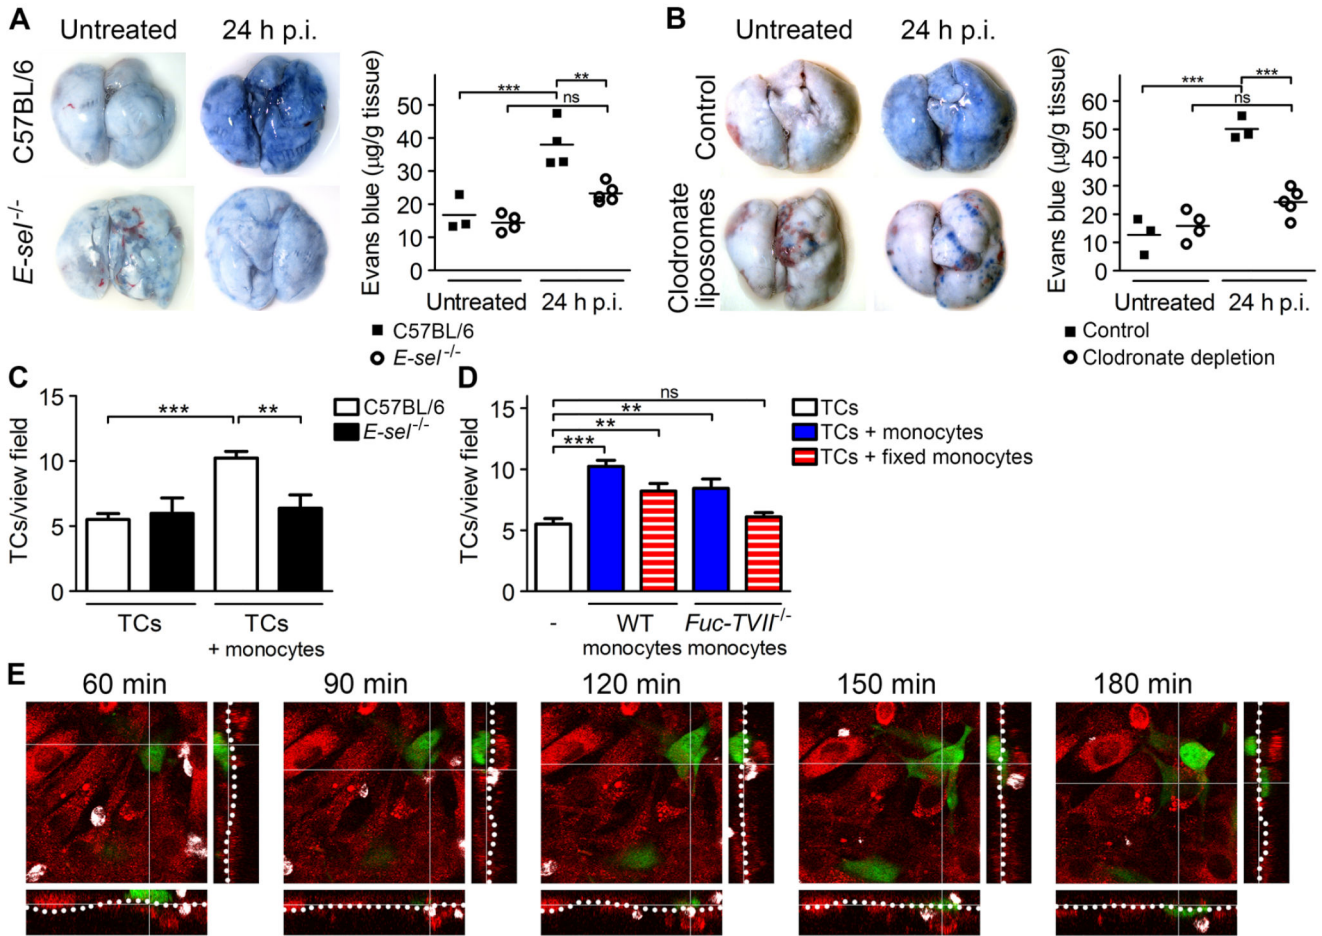 A
Untreated 24 h p.i.
C57BL/6
E-sel -/-
Evans blue (µg/g tissue)
50
40
30
20
10
0
***
**
ns
Untreated 24 h p.i.
C57BL/6
E-sel -/-
B
Untreated 24 h p.i.
Control
Clodronate
liposomes
Evans blue (µg/g tissue)
60
50
40
30
20
10
0
***
***
ns
Untreated 24 h p.i.
Control
Clodronate depletion
C
TCs/view field
15
10
5
0
***
**
C57BL/6
E-sel -/-
TCs
TCs
+ monocytes
D
TCs/view field
15
10
5
0
ns
**
**
***
TCs
TCs + monocytes
TCs + fixed monocytes
- WT Fuc-TVII -/-
monocytes monocytes
E
60 min 90 min 120 min 150 min 180 min